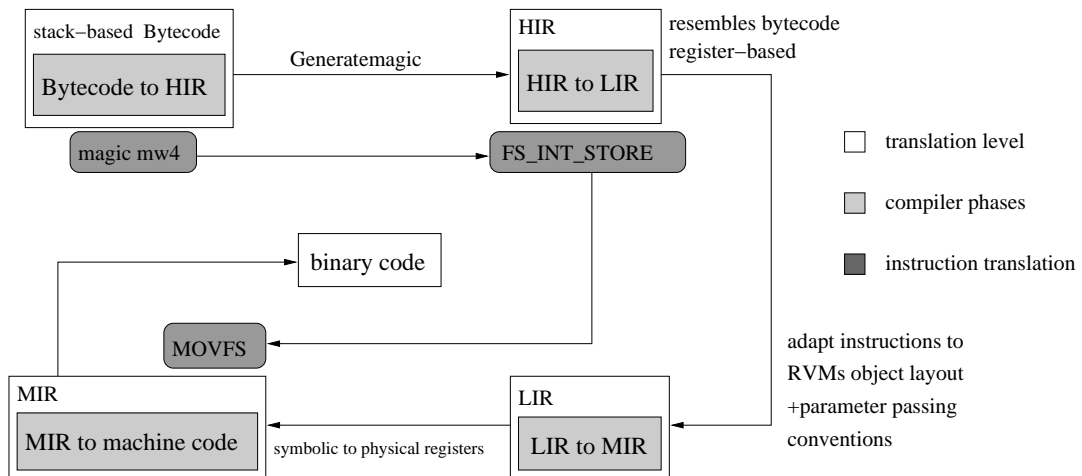 stack−based Bytecode
Bytecode to HIR
Generatemagic
HIR
HIR to LIR
resembles bytecode
register−based
magic mw4
FS_INT_STORE
translation level
compiler phases
instruction translation
binary code
MOVFS
adapt instructions to
RVMs object layout
+parameter passing
conventions
MIR
MIR to machine code
symbolic to physical registers
LIR
LIR to MIR